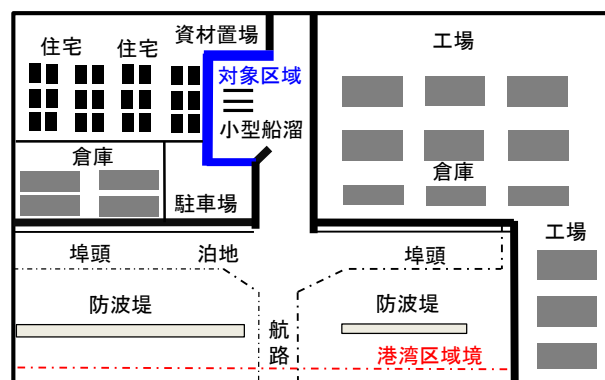 資材置場
工場
住宅
住宅
対象区域
小型船溜
倉庫
倉庫
駐車場
工場
埠頭
泊地
埠頭
防波堤
防波堤
航
路
港湾区域境